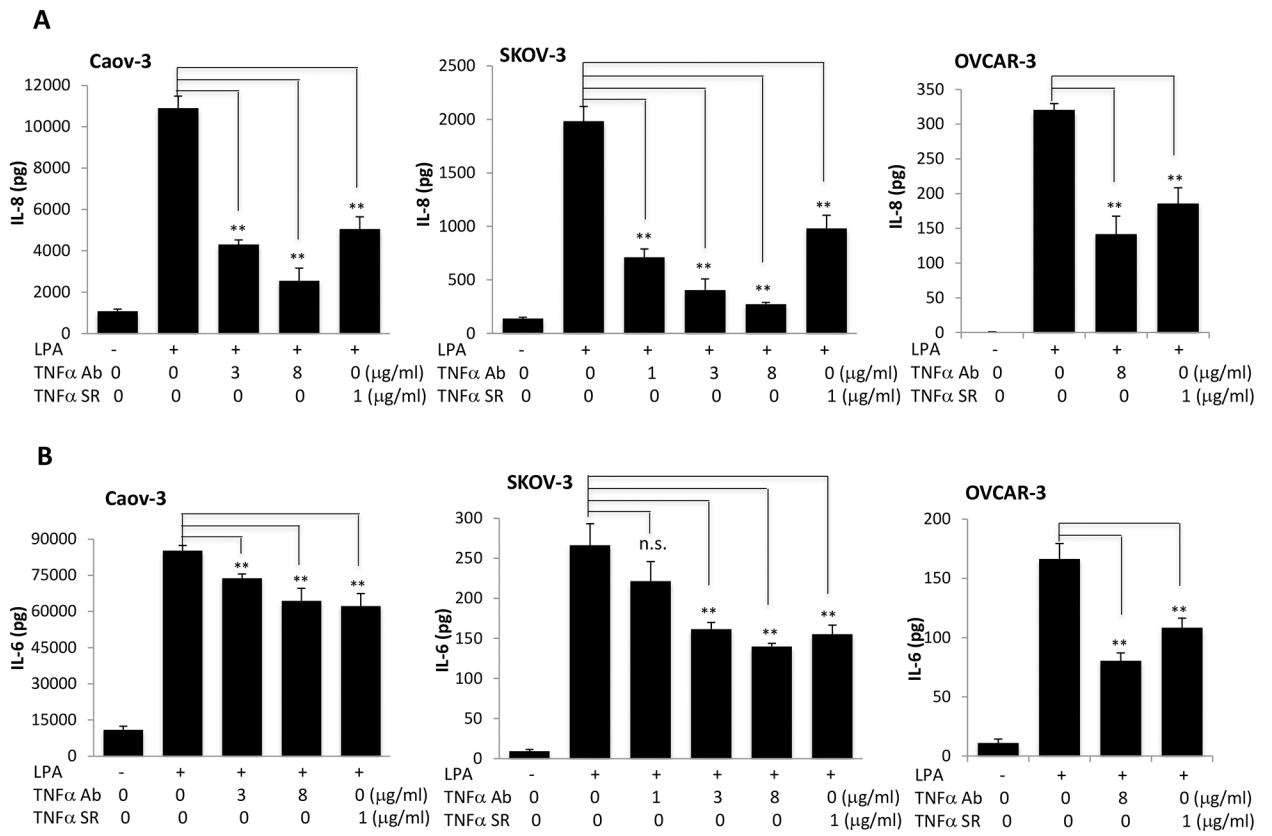 A
Caov-3
12000
10000
8000
6000
4000
2000
0
IL-8 (pg)
** ** **
LPA - + + + +
TNFα Ab 0 0 3 8 0 (μg/ml)
TNFα SR 0 0 0 0 1 (μg/ml)
SKOV-3
2500
2000
1500
1000
500
0
IL-8 (pg)
** ** ** **
LPA - + + + + +
TNFα Ab 0 0 1 3 8 0 (μg/ml)
TNFα SR 0 0 0 0 0 1 (μg/ml)
OVCAR-3
350
300
250
200
150
100
50
0
IL-8 (pg)
** **
LPA - + + +
TNFα Ab 0 0 8 0 (μg/ml)
TNFα SR 0 0 0 1 (μg/ml)
B
Caov-3
90000
75000
60000
45000
30000
15000
0
IL-6 (pg)
** ** **
LPA - + + + +
TNFα Ab 0 0 3 8 0 (μg/ml)
TNFα SR 0 0 0 0 1 (μg/ml)
SKOV-3
300
250
200
150
100
50
0
IL-6 (pg)
n.s. ** ** **
LPA - + + + + +
TNFα Ab 0 0 1 3 8 0 (μg/ml)
TNFα SR 0 0 0 0 0 1 (μg/ml)
OVCAR-3
200
150
100
50
0
IL-6 (pg)
** **
LPA - + + +
TNFα Ab 0 0 8 0 (μg/ml)
TNFα SR 0 0 0 1 (μg/ml)